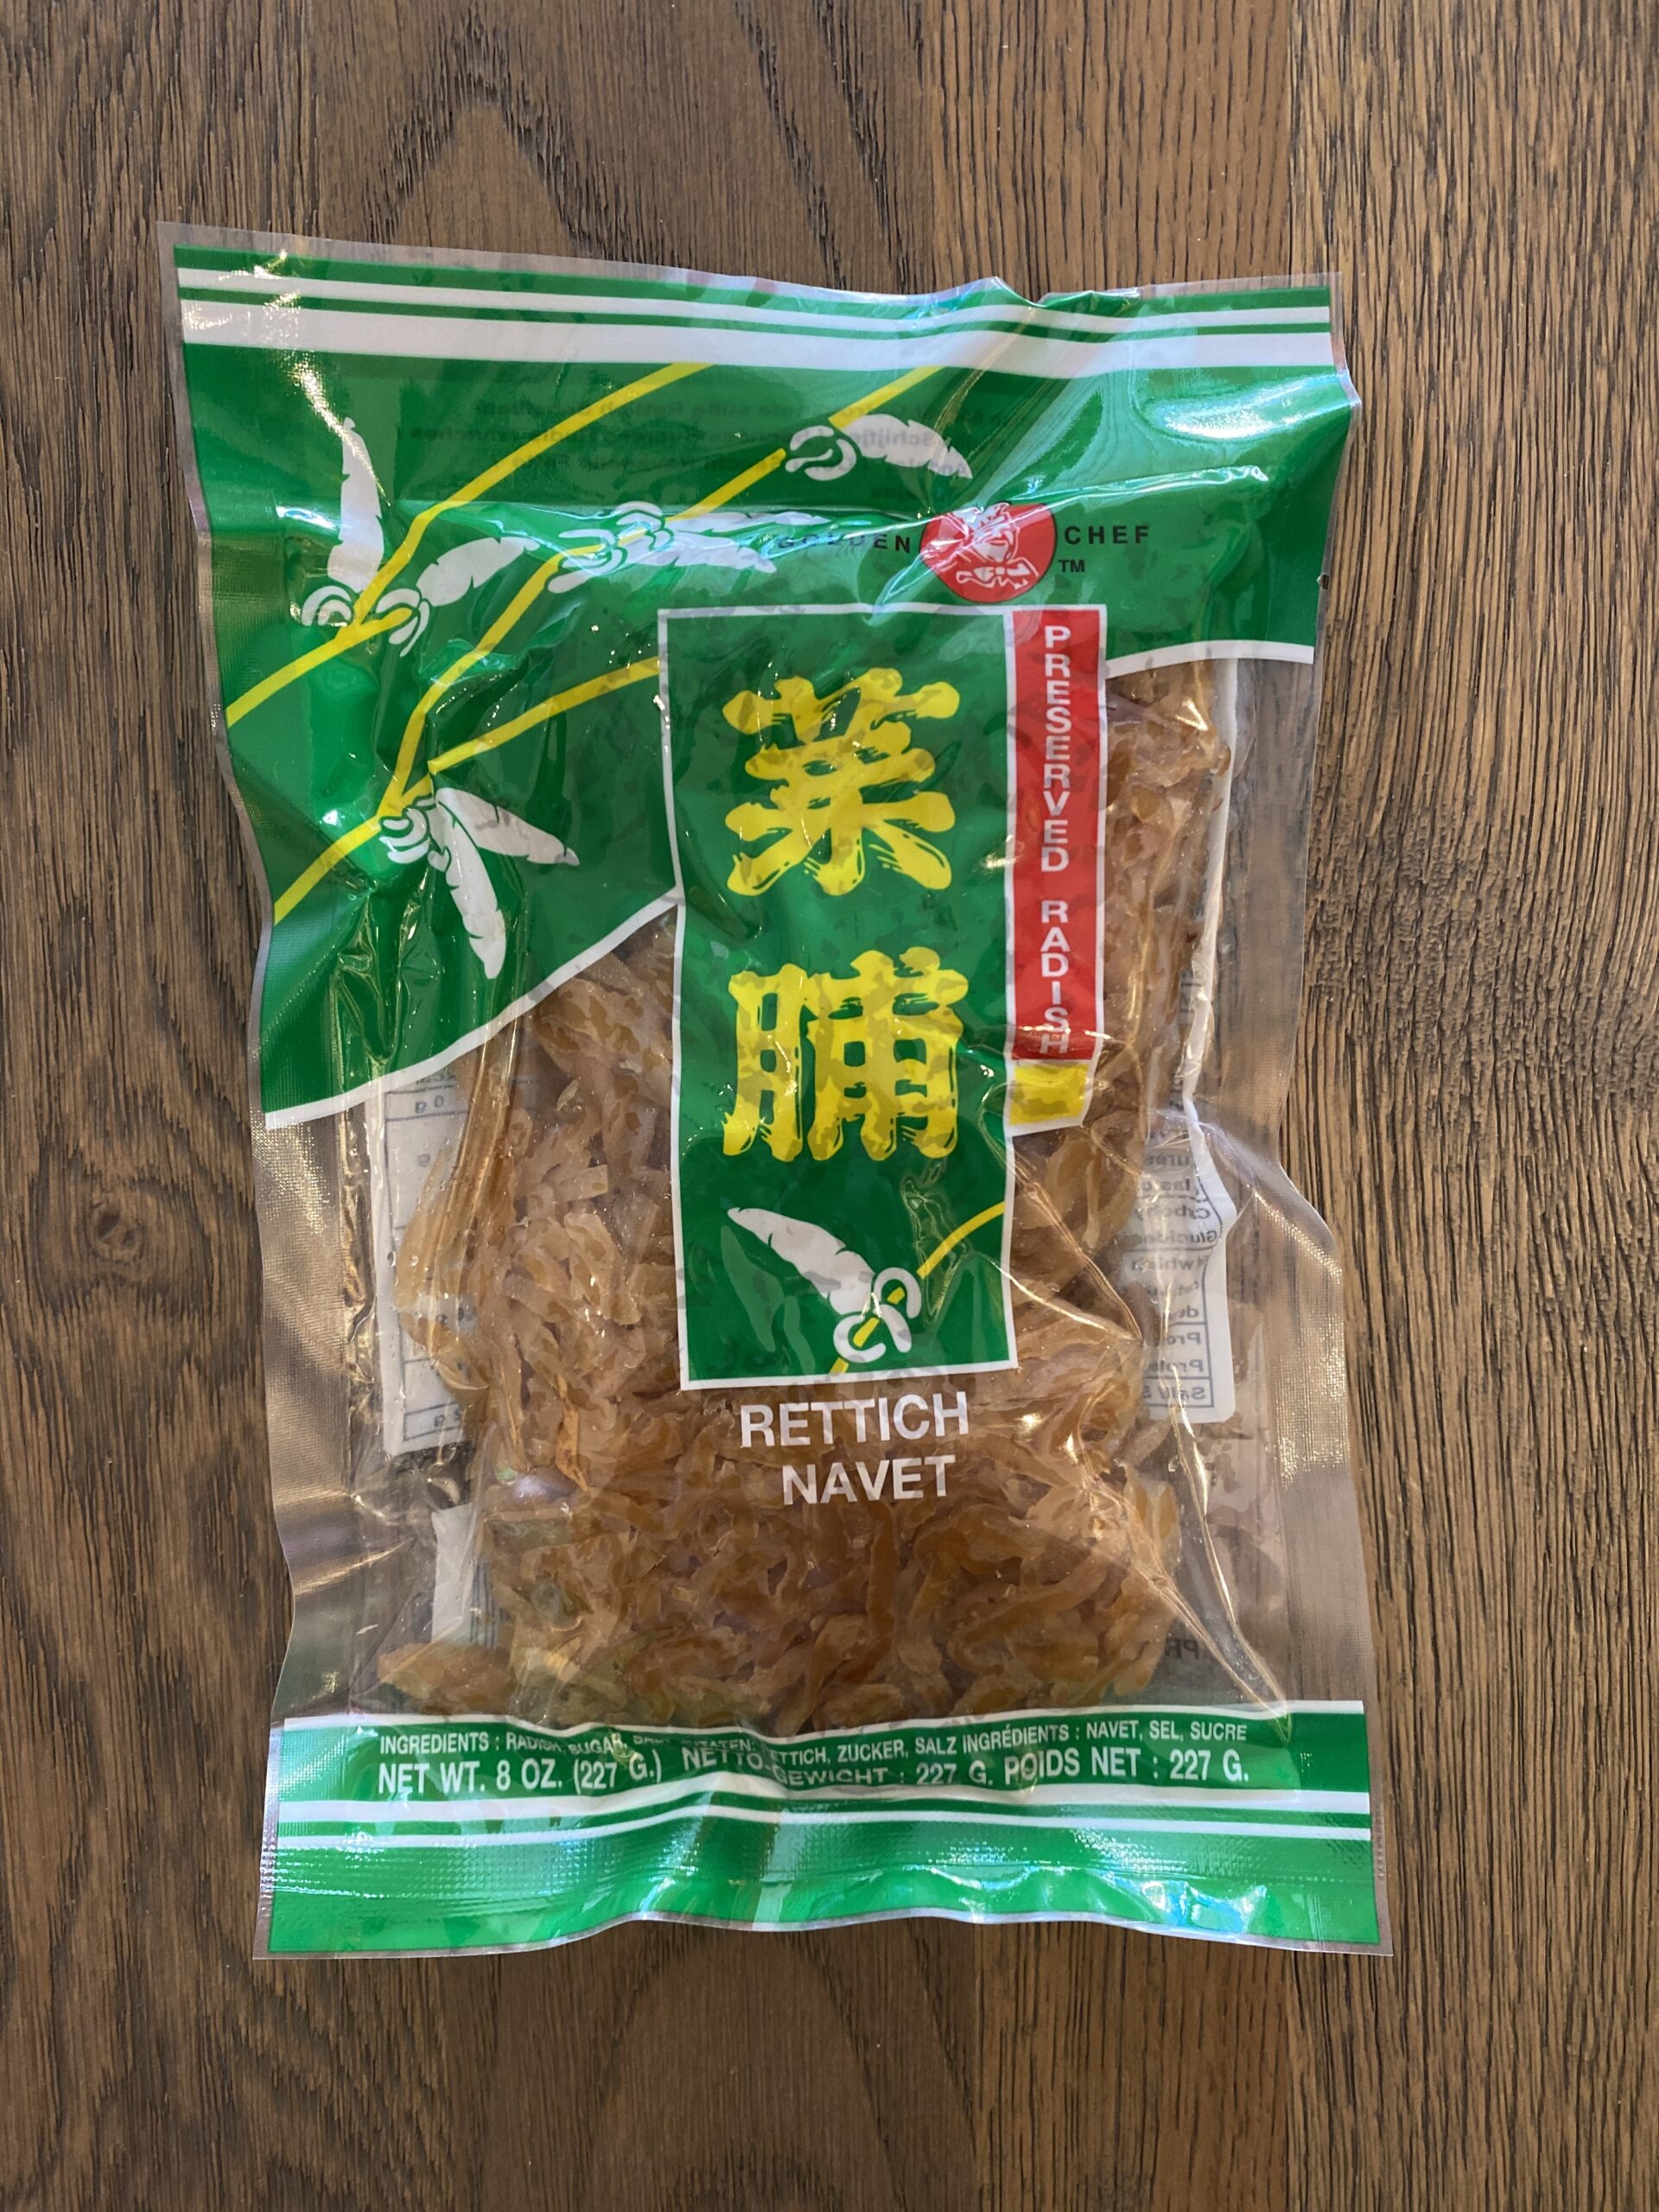 GOLDEN CHEF
TM
菜脯
PRESERVED RADISH
RETTICH
NAVET
INGREDIENTS : RADISH, SUGAR, RETTICH, ZUCKER, SALZ INGRÉDIENTS : NAVET, SEL, SUCRE
NET WT. 8 OZ. (227 G.) NETTO-GEWICHT : 227 G. POIDS NET : 227 G.